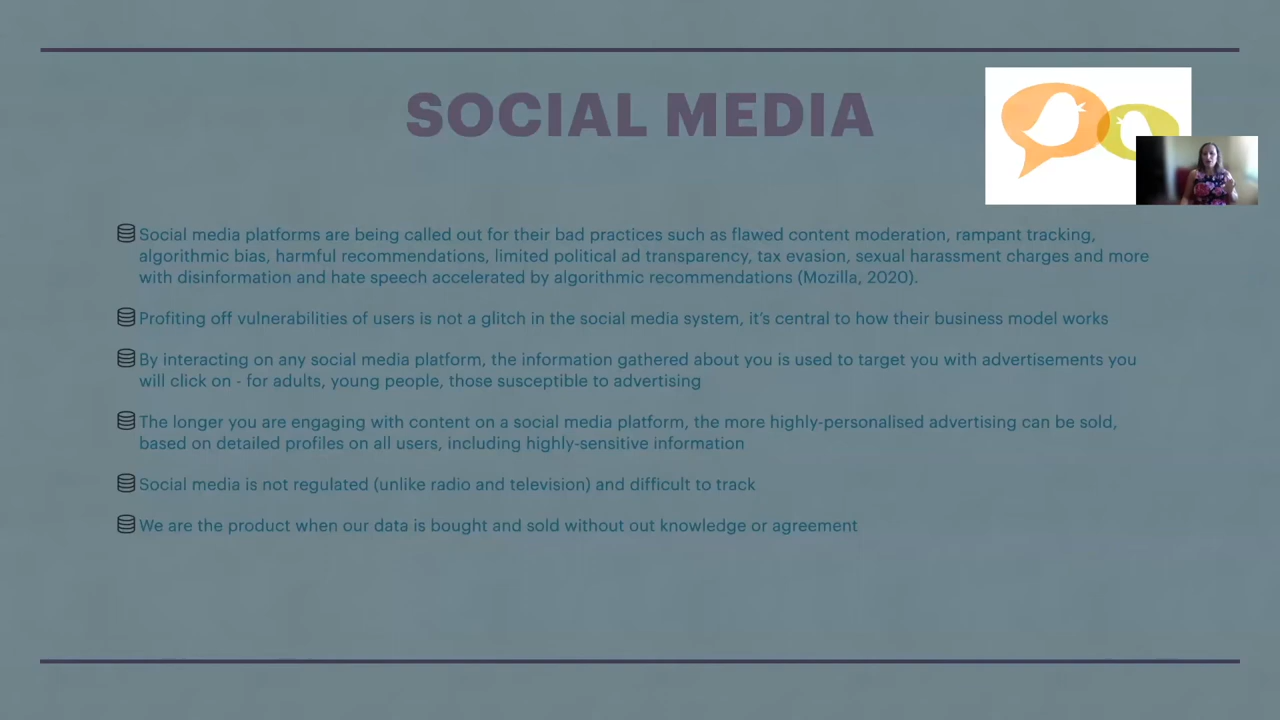 SOCIAL MEDIA
Social media platforms are being called out for their bad practices such as flawed content moderation, rampant tracking,
algorithmic bias, harmful recommendations, limited political ad transparency, tax evasion, sexual harassment charges and more
with disinformation and hate speech accelerated by algorithmic recommendations (Mozilla, 2020).
Profiting off vulnerabilities of users is not a glitch in the social media system, it’s central to how their business model works
By interacting on any social media platform, the information gathered about you is used to target you with advertisements you
will click on - for adults, young people, those susceptible to advertising
The longer you are engaging with content on a social media platform, the more highly-personalised advertising can be sold,
based on detailed profiles on all users, including highly-sensitive information
Social media is not regulated (unlike radio and television) and difficult to track
We are the product when our data is bought and sold without out knowledge or agreement